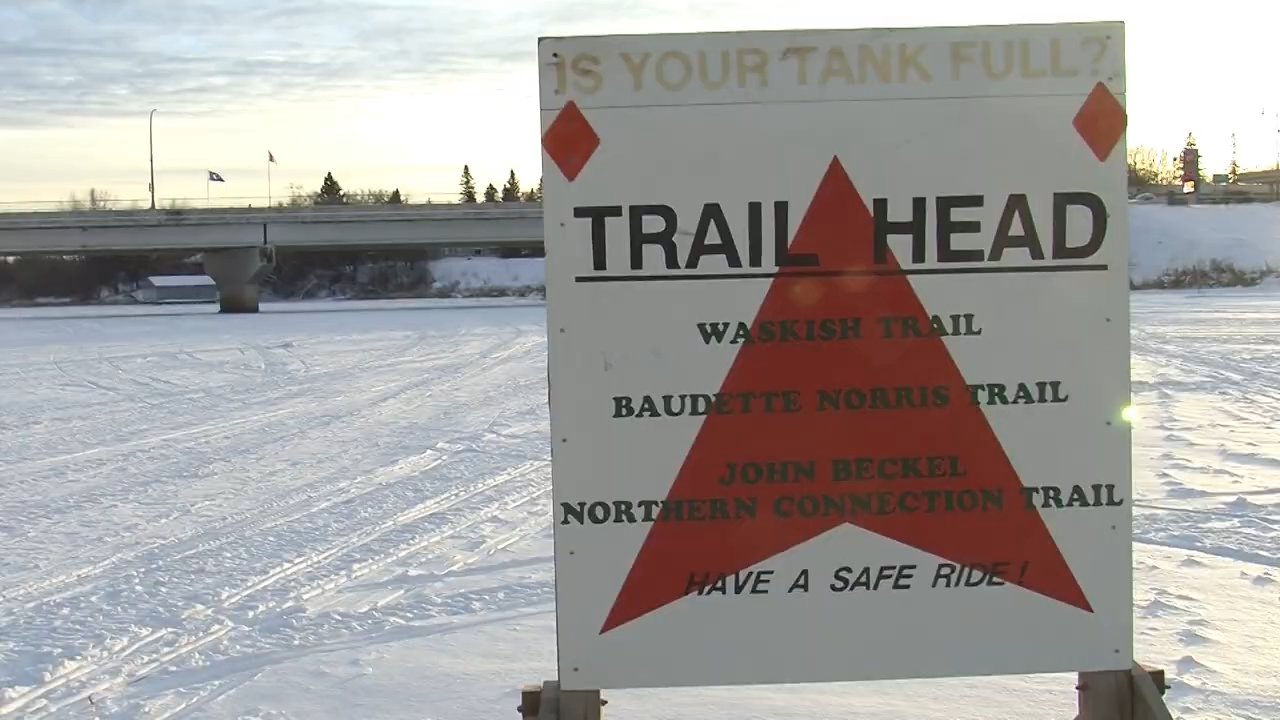 IS YOUR TANK FULL?
TRAIL HEAD
WASKISH TRAIL
BAUDETTE NORRIS TRAIL
JOHN BECKEL
NORTHERN CONNECTION TRAIL
HAVE A SAFE RIDE!